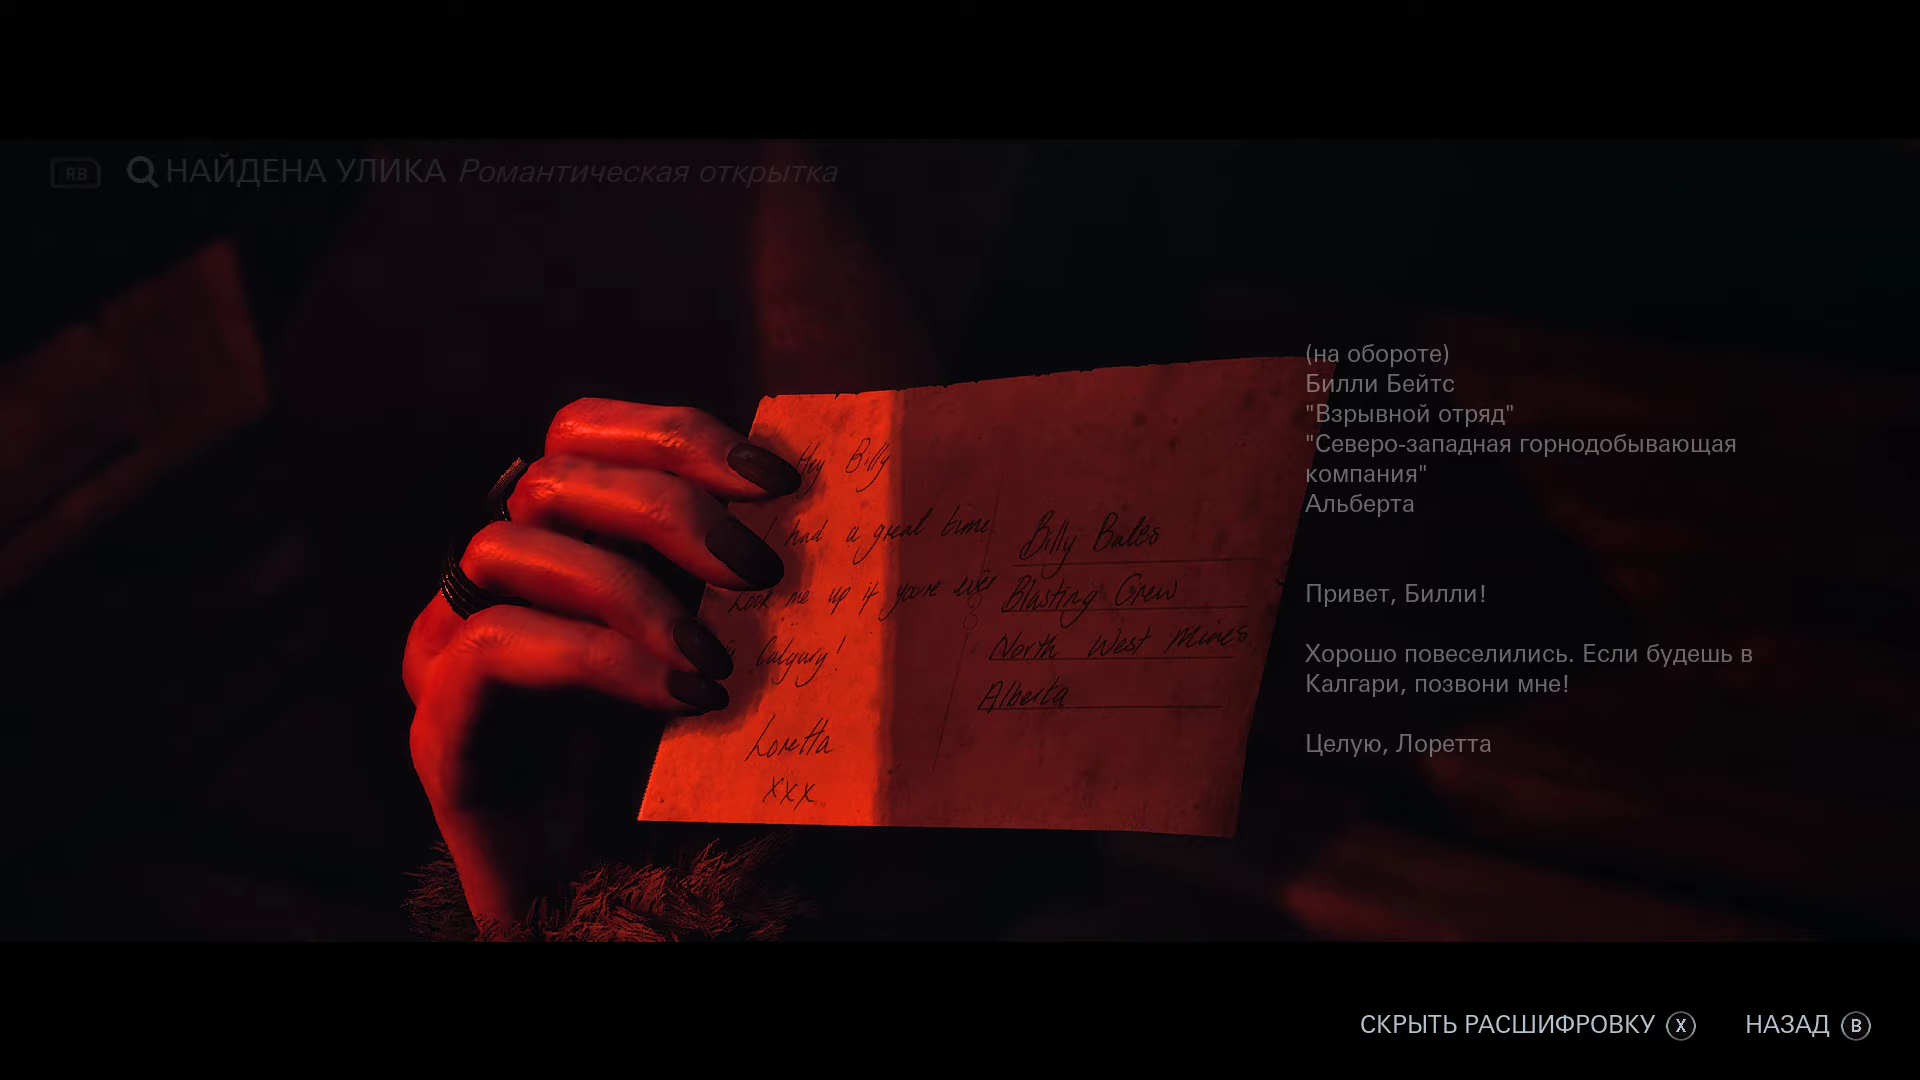 RB НАЙДЕНА УЛИКА Романтическая открытка
Hey Billy
I had a great time
Look me up if you're ever
in Calgary!
Loretta
xxx
Billy Bates
Blasting Crew
North West Mines
Alberta
(на обороте)
Билли Бейтс
"Взрывной отряд"
"Северо-западная горнодобывающая
компания"
Альберта
Привет, Билли!
Хорошо повеселились. Если будешь в
Калгари, позвони мне!
Целую, Лоретта
СКРЫТЬ РАСШИФРОВКУ X НАЗАД B